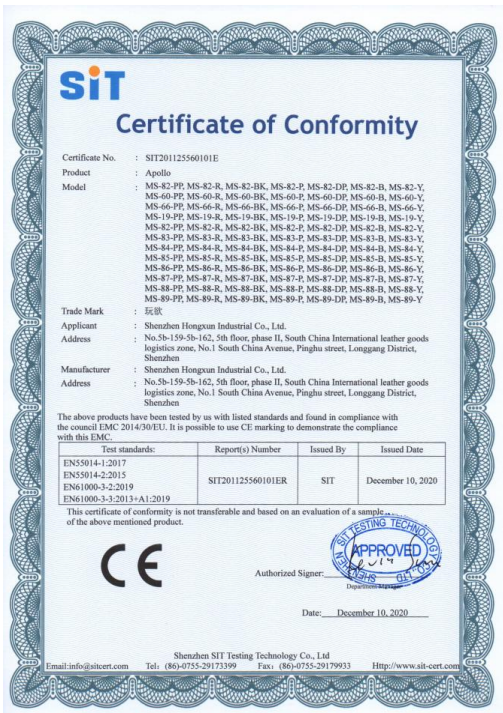 SiT
Certificate of Conformity
Certificate No. : SIT201125560101E
Product : Apollo
Model : MS-82-PP, MS-82-R, MS-82-BK, MS-82-P, MS-82-DP, MS-82-B, MS-82-Y,
MS-60-PP, MS-60-R, MS-60-BK, MS-60-P, MS-60-DP, MS-60-B, MS-60-Y,
MS-66-PP, MS-66-R, MS-66-BK, MS-66-P, MS-66-DP, MS-66-B, MS-66-Y,
MS-19-PP, MS-19-R, MS-19-BK, MS-19-P, MS-19-DP, MS-19-B, MS-19-Y,
MS-82-PP, MS-82-R, MS-82-BK, MS-82-P, MS-82-DP, MS-82-B, MS-82-Y,
MS-83-PP, MS-83-R, MS-83-BK, MS-83-P, MS-83-DP, MS-83-B, MS-83-Y,
MS-84-PP, MS-84-R, MS-84-BK, MS-84-P, MS-84-DP, MS-84-B, MS-84-Y,
MS-85-PP, MS-85-R, MS-85-BK, MS-85-P, MS-85-DP, MS-85-B, MS-85-Y,
MS-86-PP, MS-86-R, MS-86-BK, MS-86-P, MS-86-DP, MS-86-B, MS-86-Y,
MS-87-PP, MS-87-R, MS-87-BK, MS-87-P, MS-87-DP, MS-87-B, MS-87-Y,
MS-88-PP, MS-88-R, MS-88-BK, MS-88-P, MS-88-DP, MS-88-B, MS-88-Y,
MS-89-PP, MS-89-R, MS-89-BK, MS-89-P, MS-89-DP, MS-89-B, MS-89-Y
Trade Mark : 玩欲
Applicant : Shenzhen Hongxun Industrial Co., Ltd.
Address : No.5b-159-5b-162, 5th floor, phase II, South China International leather goods
logistics zone, No.1 South China Avenue, Pinghu street, Longgang District,
Shenzhen
Manufacturer : Shenzhen Hongxun Industrial Co., Ltd.
Address : No.5b-159-5b-162, 5th floor, phase II, South China International leather goods
logistics zone, No.1 South China Avenue, Pinghu street, Longgang District,
Shenzhen
The above products have been tested by us with listed standards and found in compliance with
the council EMC 2014/30/EU. It is possible to use CE marking to demonstrate the compliance
with this EMC.
Test standards: Report(s) Number Issued By Issued Date
EN55014-1:2017
EN55014-2:2015
EN61000-3-2:2019
EN61000-3-3:2013+A1:2019
SIT201125560101ER SIT December 10, 2020
This certificate of conformity is not transferable and based on an evaluation of a sample
of the above mentioned product.
CE
SHENZHEN SIT TESTING TECHNOLOGY CO., LTD
APPROVED
Authorized Signer:
Department Manager
Date: December 10, 2020
Shenzhen SIT Testing Technology Co., Ltd
Email:info@sitcert.com Tel: (86)-0755-29173399 Fax: (86)-0755-29179933 Http://www.sit-cert.com